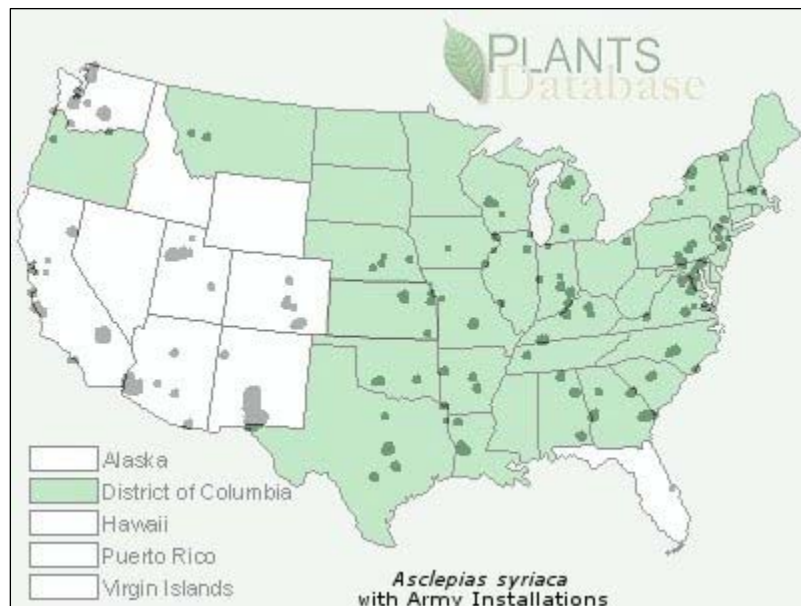 PLANTS
Database
Alaska
District of Columbia
Hawaii
Puerto Rico
Virgin Islands
Asclepias syriaca
with Army Installations